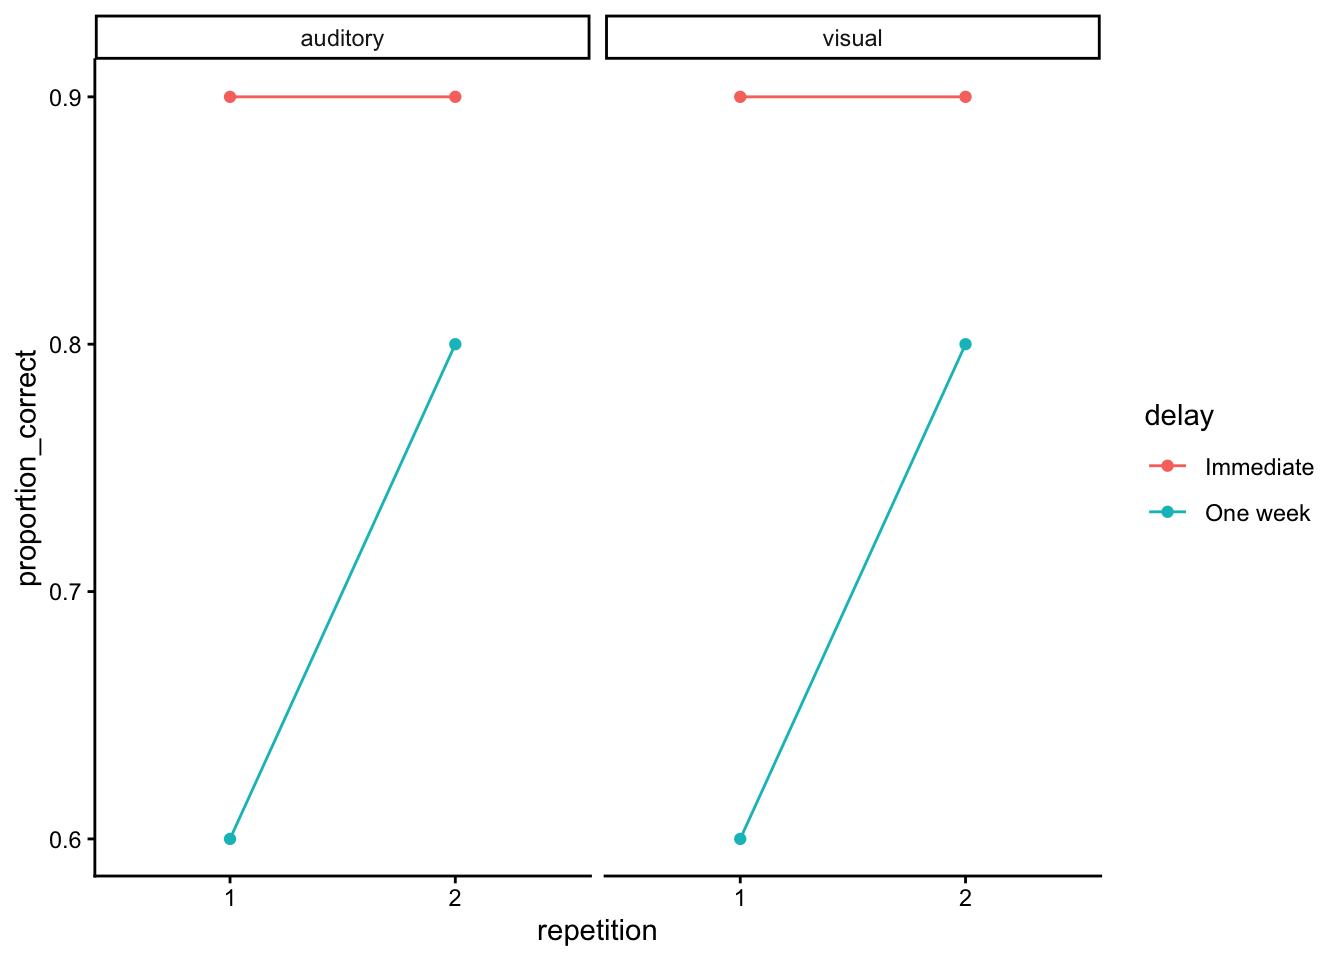 auditory
visual
0.9
0.8
0.7
0.6
proportion_correct
1
2
1
2
repetition
delay
Immediate
One week